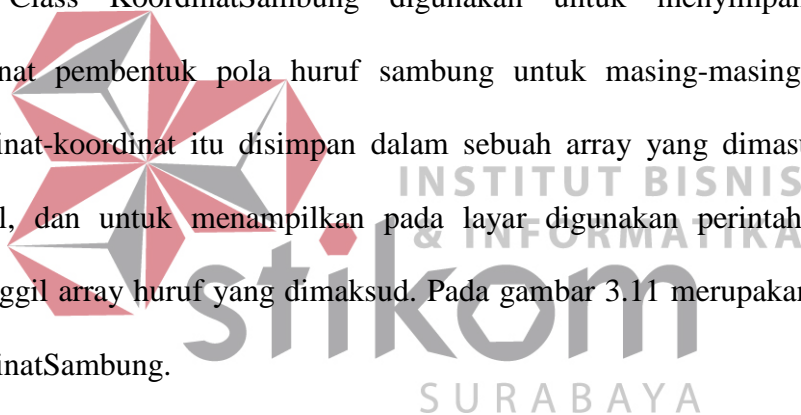 Class KoordinatSambung digunakan untuk menyimpan
nat pembentuk pola huruf sambung untuk masing-masing
inat-koordinat itu disimpan dalam sebuah array yang dimasu
INSTITUT BISNIS
l, dan untuk menampilkan pada layar digunakan perintah
& INFORMATIKA
stikom
ggil array huruf yang dimaksud. Pada gambar 3.11 merupakan
inatSambung.
SURABAYA